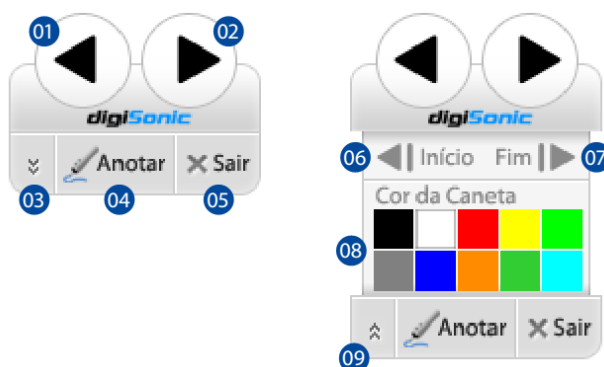 01 02
digiSonic
Anotar Sair
03 04 05
digiSonic
06 Início Fim 07
Cor da Caneta
08
Anotar Sair
09